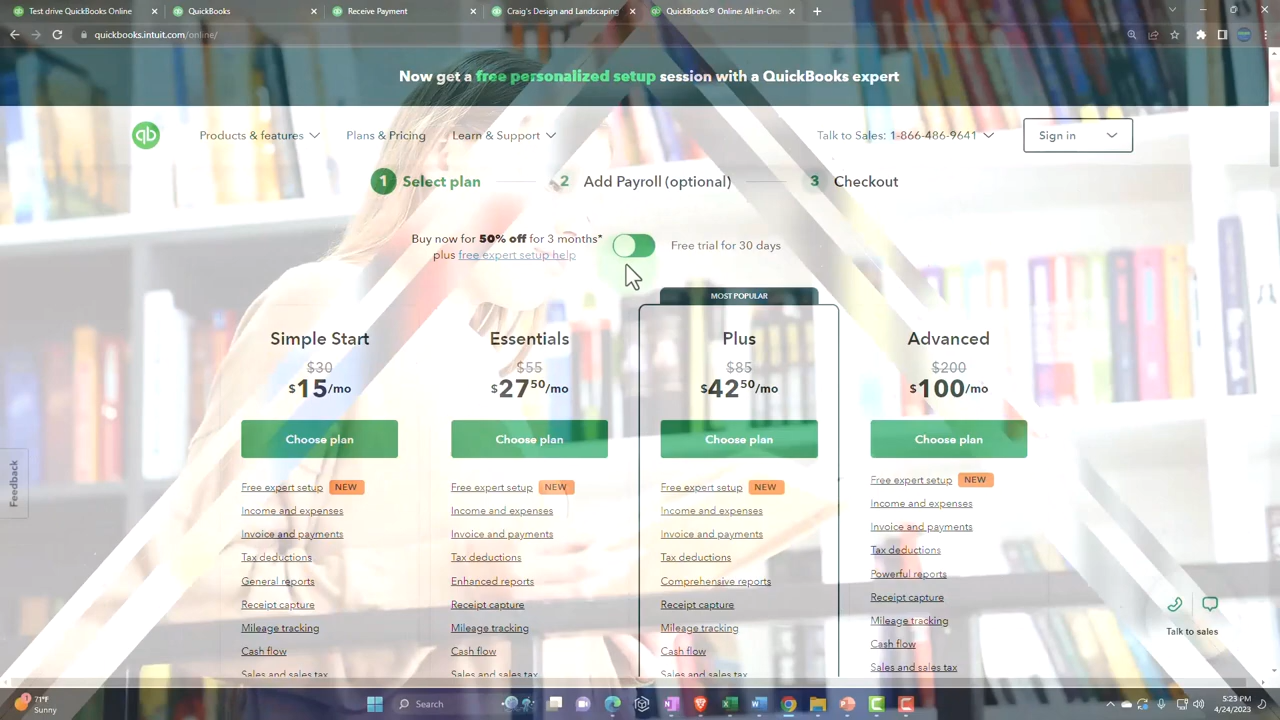 Test drive QuickBooks Online
QuickBooks
Receive Payment
Craig's Design and Landscaping
QuickBooks® Online: All-in-One
quickbooks.intuit.com/online/
Now get a free personalized setup session with a QuickBooks expert
qb
Products & features
Plans & Pricing
Learn & Support
Talk to Sales: 1-866-486-9641
Sign in
1 Select plan
2 Add Payroll (optional)
3 Checkout
Buy now for 50% off for 3 months*
plus free expert setup help
Free trial for 30 days
MOST POPULAR
Simple Start
$30
$15/mo
Choose plan
Free expert setup NEW
Income and expenses
Invoice and payments
Tax deductions
General reports
Receipt capture
Mileage tracking
Cash flow
Sales and sales tax
Essentials
$55
$27 50/mo
Choose plan
Free expert setup NEW
Income and expenses
Invoice and payments
Tax deductions
Enhanced reports
Receipt capture
Mileage tracking
Cash flow
Sales and sales tax
Plus
$85
$42 50/mo
Choose plan
Free expert setup NEW
Income and expenses
Invoice and payments
Tax deductions
Comprehensive reports
Receipt capture
Mileage tracking
Cash flow
Sales and sales tax
Advanced
$200
$100/mo
Choose plan
Free expert setup NEW
Income and expenses
Invoice and payments
Tax deductions
Powerful reports
Receipt capture
Mileage tracking
Cash flow
Sales and sales tax
Feedback
Talk to sales
71°F
Sunny
Search
5:23 PM
4/24/2023